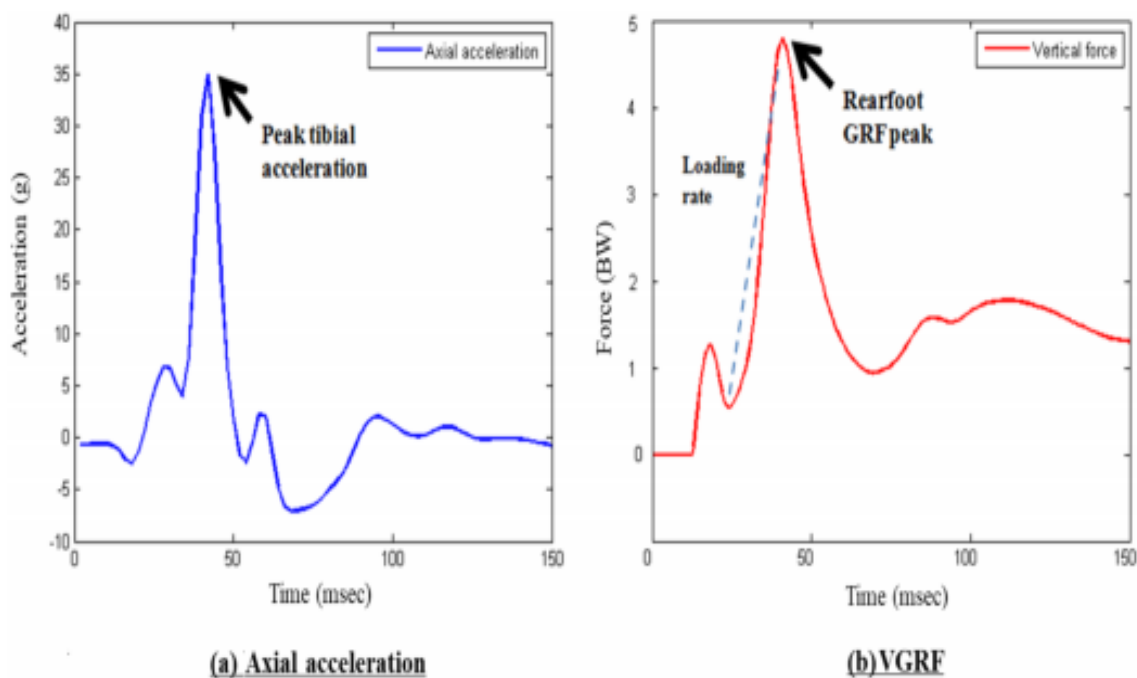 40
35
30
25
20
15
10
5
0
-5
-10
Acceleration (g)
Axial acceleration
Peak tibial
acceleration
0
50
100
150
Time (msec)
(a) Axial acceleration
5
4
3
2
1
0
Force (BW)
Vertical force
Rearfoot
GRF peak
Loading
rate
0
50
100
150
Time (msec)
(b) VGRF